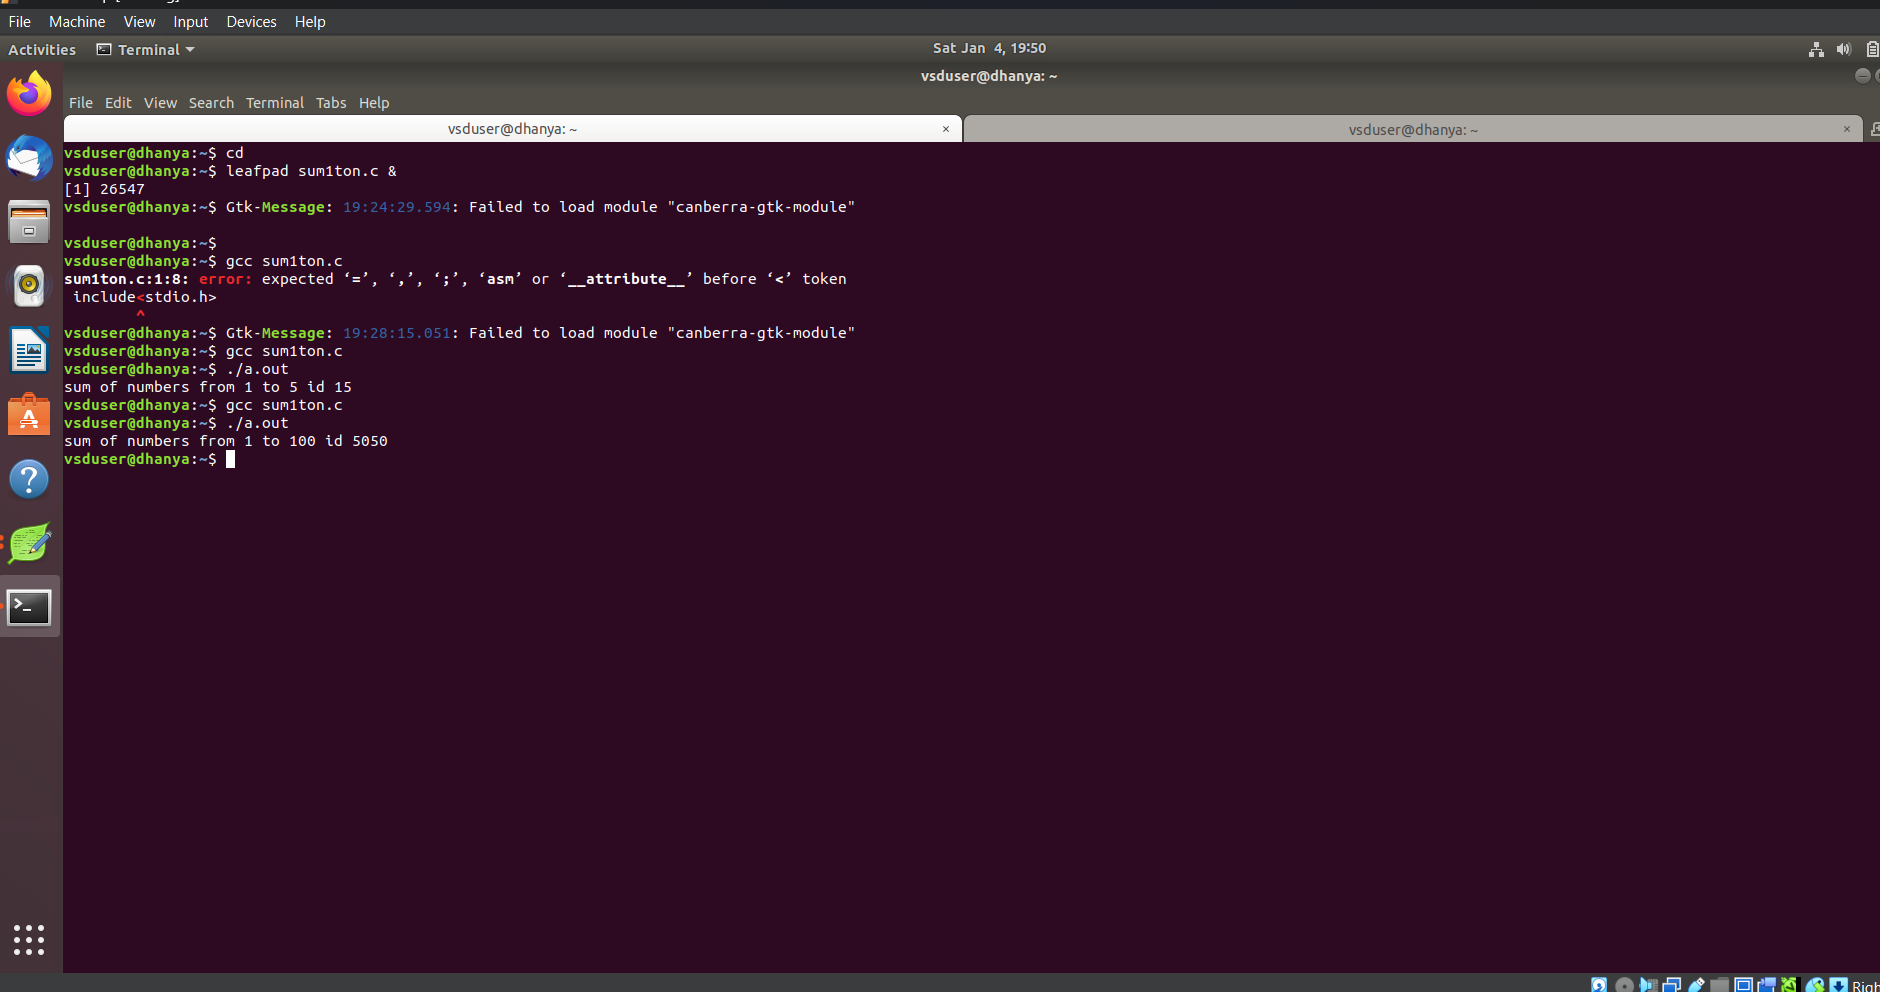 File Machine View Input Devices Help
Activities Terminal Sat Jan 4, 19:50
vsduser@dhanya: ~
File Edit View Search Terminal Tabs Help
vsduser@dhanya: ~ × vsduser@dhanya: ~ ×
vsduser@dhanya:~$ cd
vsduser@dhanya:~$ leafpad sum1ton.c &
[1] 26547
vsduser@dhanya:~$ Gtk-Message: 19:24:29.594: Failed to load module "canberra-gtk-module"
vsduser@dhanya:~$
vsduser@dhanya:~$ gcc sum1ton.c
sum1ton.c:1:8: error: expected ‘=’, ‘,’, ‘;’, ‘asm’ or ‘__attribute__’ before ‘<’ token
include<stdio.h>
^
vsduser@dhanya:~$ Gtk-Message: 19:28:15.051: Failed to load module "canberra-gtk-module"
vsduser@dhanya:~$ gcc sum1ton.c
vsduser@dhanya:~$ ./a.out
sum of numbers from 1 to 5 id 15
vsduser@dhanya:~$ gcc sum1ton.c
vsduser@dhanya:~$ ./a.out
sum of numbers from 1 to 100 id 5050
vsduser@dhanya:~$